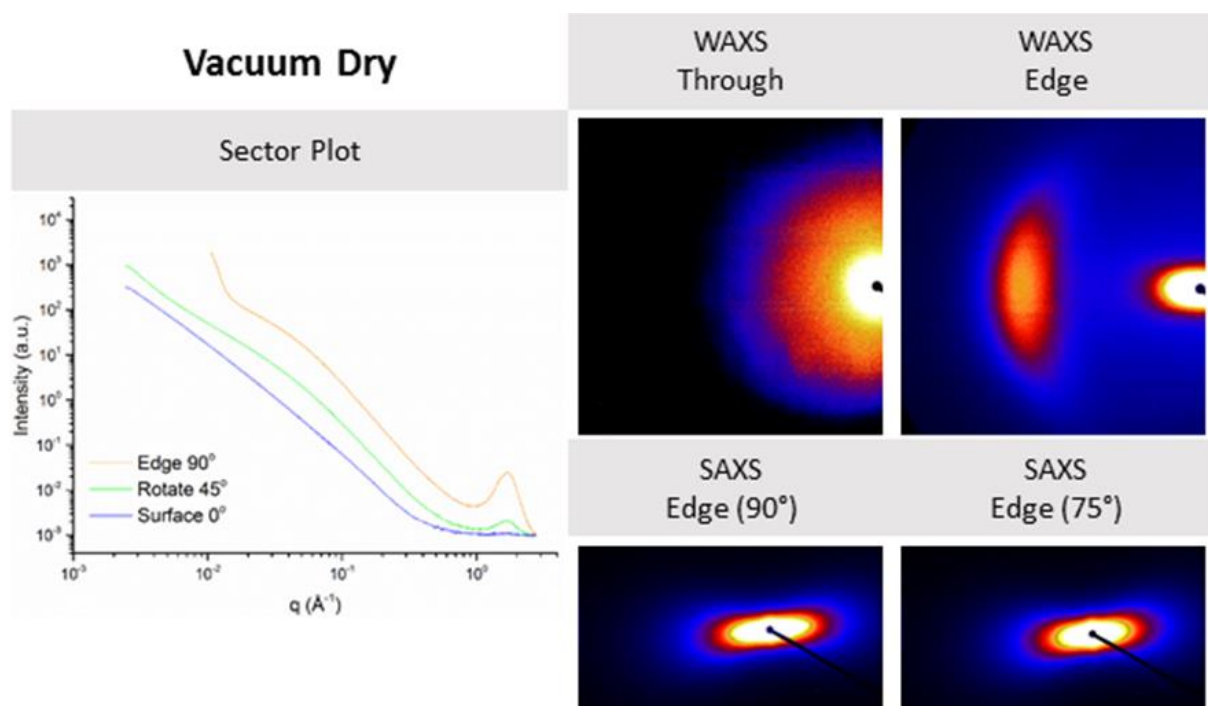 Vacuum Dry
Sector Plot
Intensity (a.u.)
10⁴
10³
10²
10¹
10⁰
10⁻¹
10⁻²
10⁻³
Edge 90°
Rotate 45°
Surface 0°
10⁻³
10⁻²
10⁻¹
10⁰
q (Å⁻¹)
WAXS
Through
WAXS
Edge
SAXS
Edge (90°)
SAXS
Edge (75°)